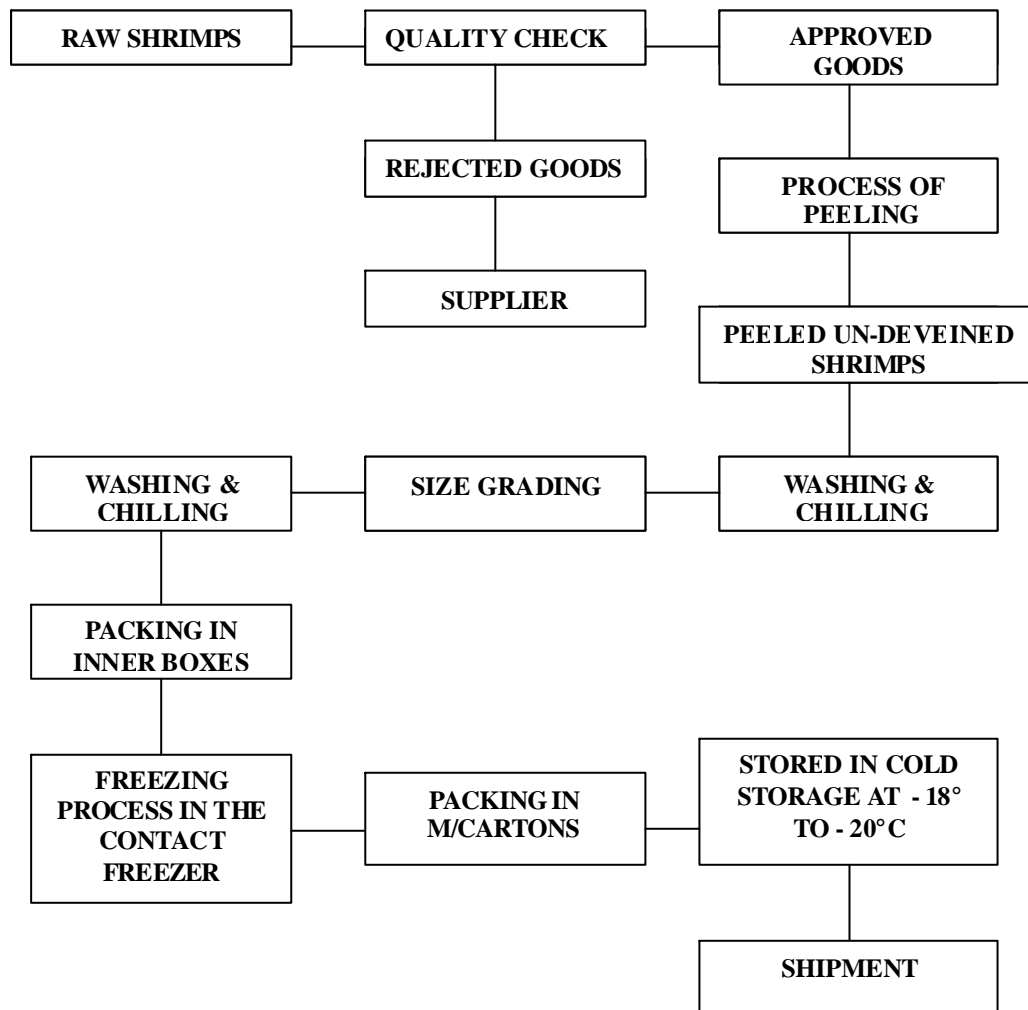 RAW SHRIMPS
QUALITY CHECK
APPROVED
GOODS
REJECTED GOODS
PROCESS OF
PEELING
SUPPLIER
PEELED UN-DEVEINED
SHRIMPS
WASHING &
CHILLING
SIZE GRADING
WASHING &
CHILLING
PACKING IN
INNER BOXES
FREEZING
PROCESS IN THE
CONTACT
FREEZER
PACKING IN
M/CARTONS
STORED IN COLD
STORAGE AT - 18°
TO - 20°C
SHIPMENT